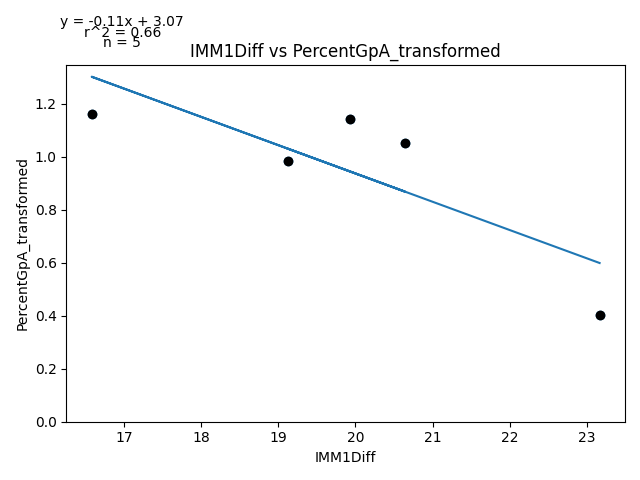 y = -0.11x + 3.07
r^2 = 0.66
n = 5
IMM1Diff vs PercentGpA_transformed
1.2
1.0
0.8
0.6
0.4
0.2
0.0
PercentGpA_transformed
17 18 19 20 21 22 23
IMM1Diff